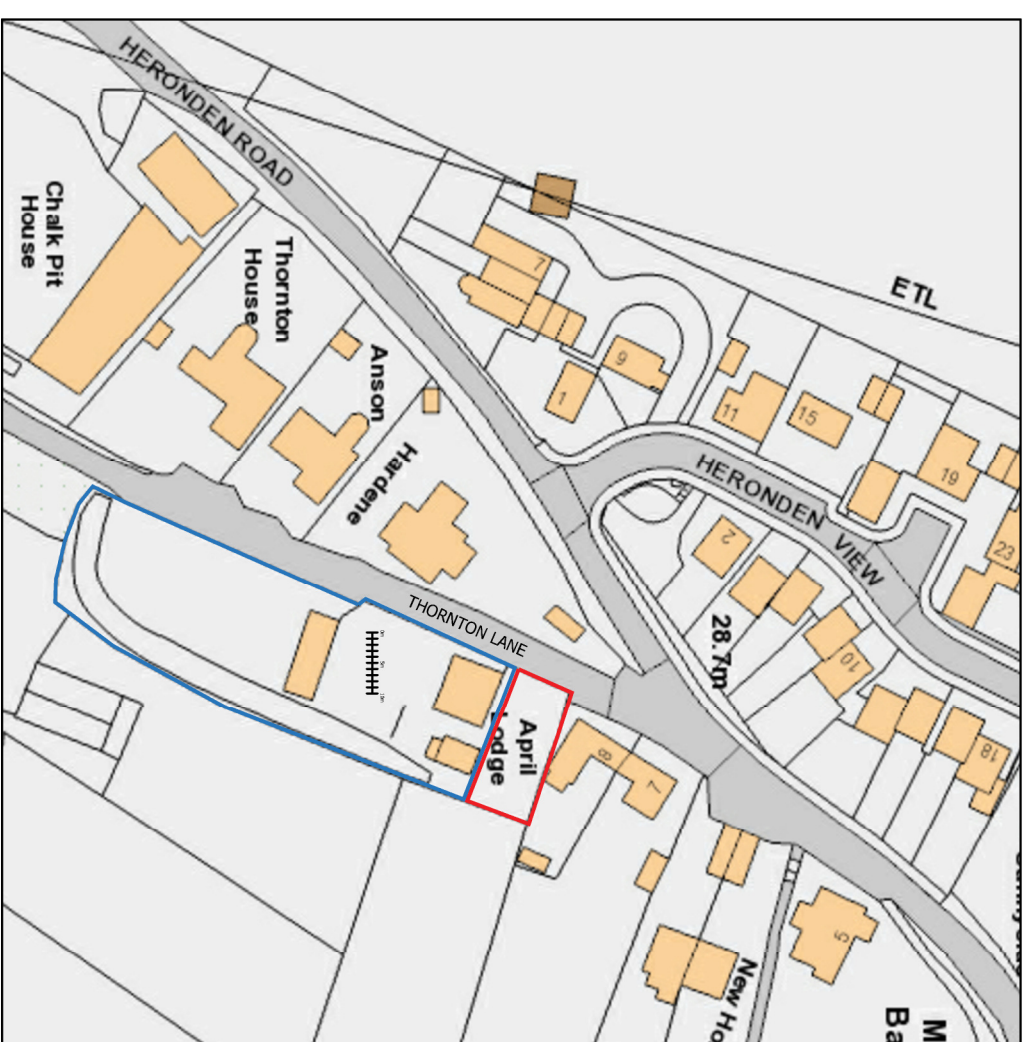 HERONDEN ROAD
ETL
Chalk Pit
House
Thornton
House
7
Anson
9
1
11
15
Hardene
HERONDEN
VIEW
19
23
2
28.7m
10
THORNTON LANE
18
April
Lodge
8
7
5
New Ho
M
Ba